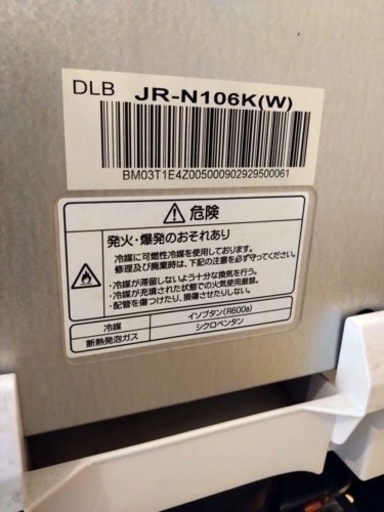 DLB JR-N106K(W)
BM03T1E4Z005000902929500061
⚠ 危険
発火・爆発のおそれあり
冷媒に可燃性冷媒を使用しております。
修理及び廃棄時は、下記の注意を必ず守ってください。
・冷媒が滞留しないよう十分な換気を行う。
・冷媒が充填された状態での火気使用厳禁。
・配管を傷つけたり、損傷させたりしない。
冷媒 イソブタン(R600a)
断熱発泡ガス シクロペンタン